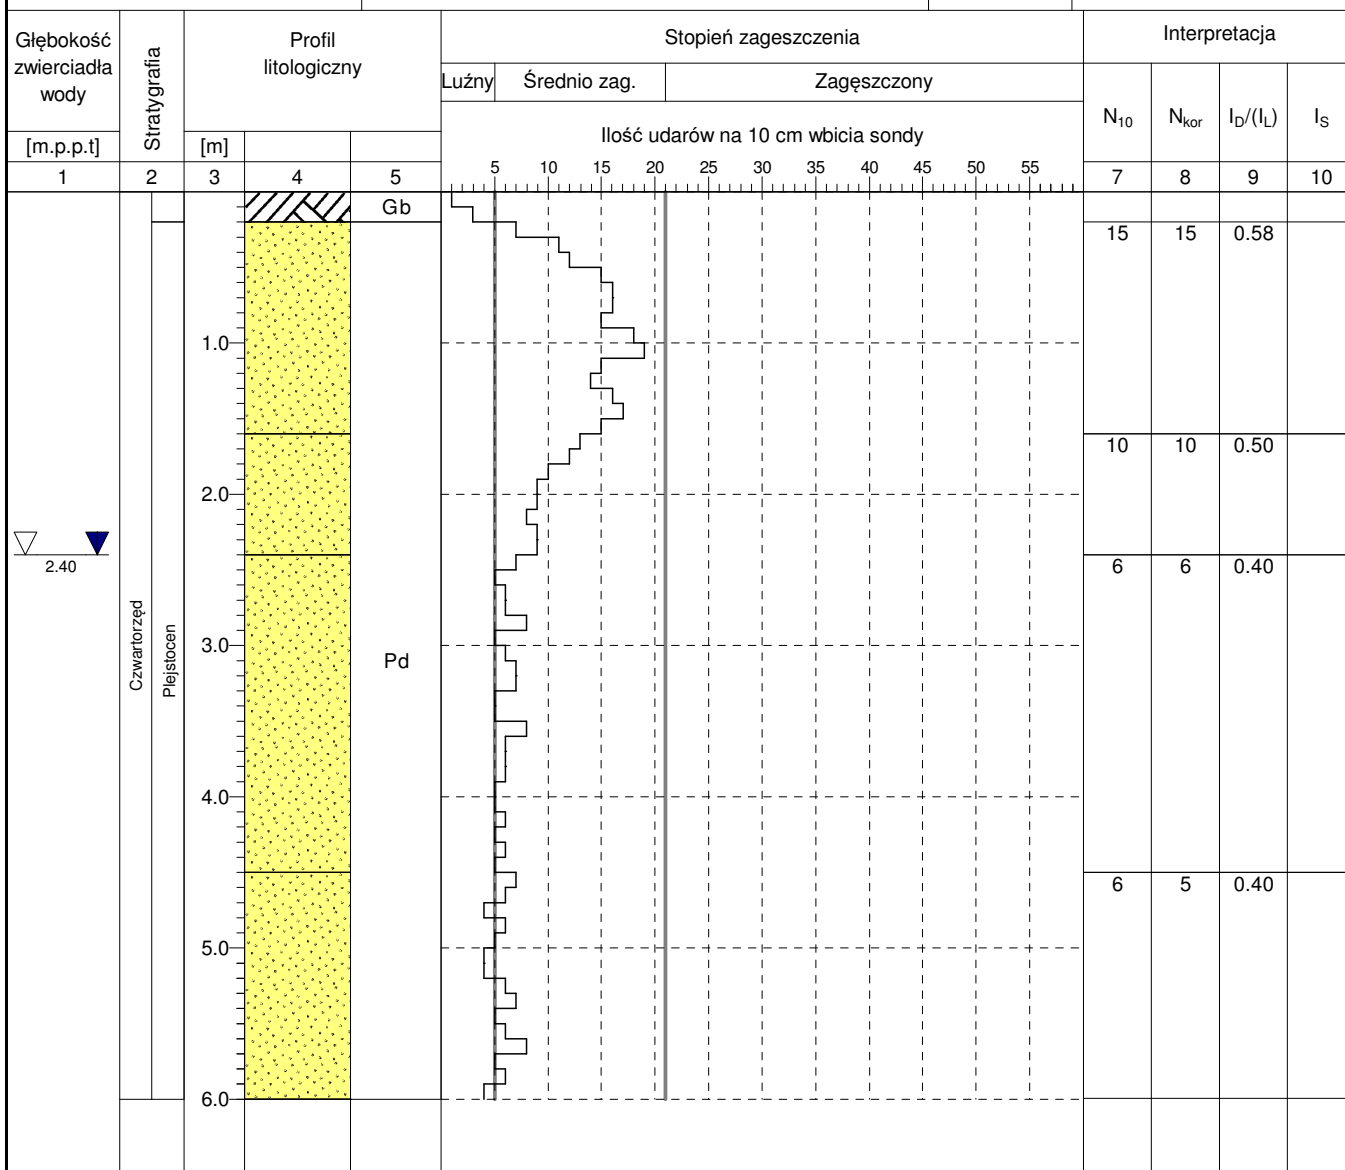 Głębokość
zwierciadła
wody
[m.p.p.t]
Stratygrafia
Profil
litologiczny
[m]
Stopień zageszczenia
Luźny
Średnio zag.
Zagęszczony
Ilość udarów na 10 cm wbicia sondy
5 10 15 20 25 30 35 40 45 50 55
Interpretacja
N10
Nkor
ID/(IL)
IS
1 2 3 4 5 7 8 9 10
Gb
15 15 0.58
1.0
10 10 0.50
2.0
2.40
6 6 0.40
Czwartorzęd
Plejstocen
3.0
Pd
4.0
6 5 0.40
5.0
6.0